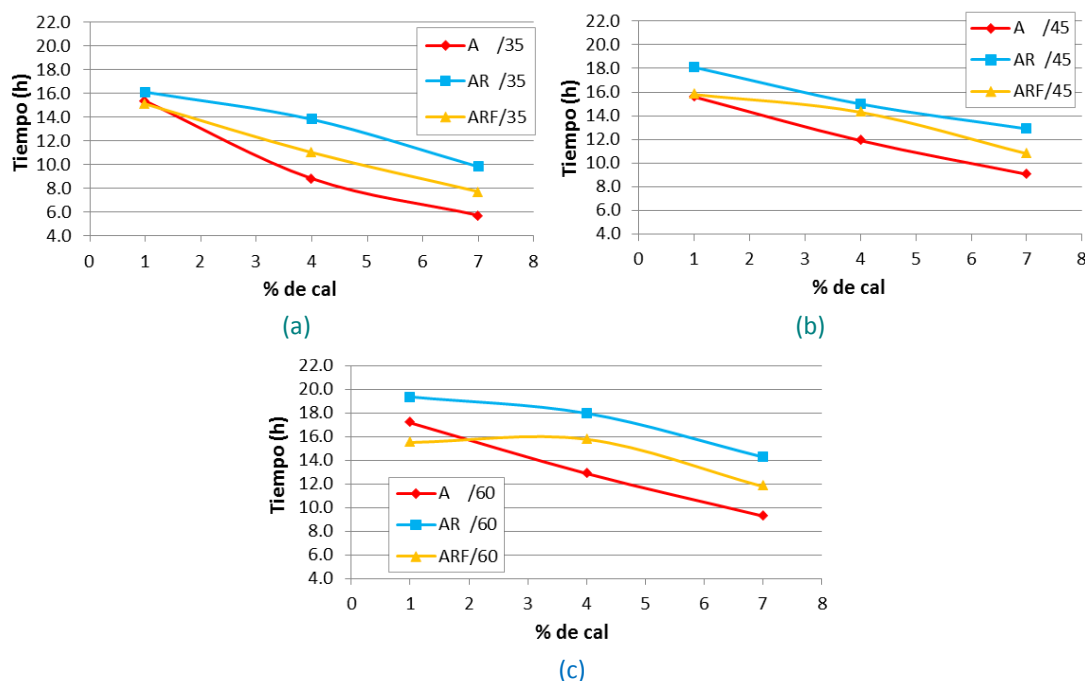 22.0
20.0
18.0
16.0
14.0
12.0
10.0
8.0
6.0
4.0
Tiempo (h)
A /35
AR /35
ARF/35
0 1 2 3 4 5 6 7 8
% de cal
(a)
22.0
20.0
18.0
16.0
14.0
12.0
10.0
8.0
6.0
4.0
Tiempo (h)
A /45
AR /45
ARF/45
0 1 2 3 4 5 6 7 8
% de cal
(b)
22.0
20.0
18.0
16.0
14.0
12.0
10.0
8.0
6.0
4.0
Tiempo (h)
A /60
AR /60
ARF/60
0 1 2 3 4 5 6 7 8
% de cal
(c)